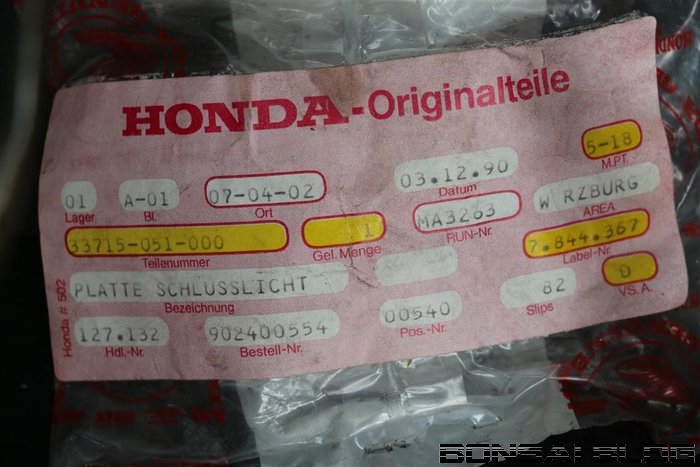 HONDA-Originalteile
01 A-01 07-04-02 03.12.90 5-18
Lager Bl. Ort Datum M.PT.
33715-051-000 1 MA3263 W RZBURG
Teilenummer Gel. Menge RUN-Nr. AREA
7.844.367
Label-Nr.
PLATTE SCHLUSSLICHT D
Bezeichnung VS. A.
127.132 902400554 00540 82
Hdl.-Nr. Bestell-Nr. Pos.-Nr. Slips
Honda # 502
BONSAIBLOG